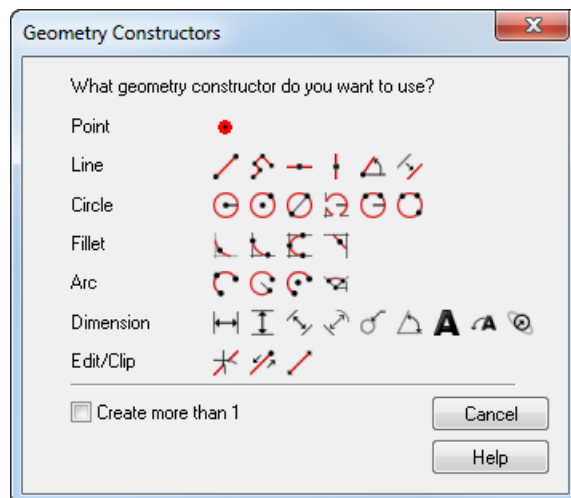 Geometry Constructors
What geometry constructor do you want to use?
Point
Line
Circle
Fillet
Arc
Dimension A A
Edit/Clip
Create more than 1
Cancel
Help